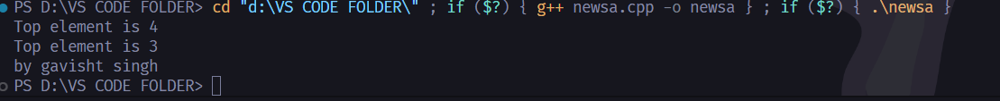 PS D:\VS CODE FOLDER> cd "d:\VS CODE FOLDER\" ; if ($?) { g++ newsa.cpp -o newsa } ; if ($?) { .\newsa }
Top element is 4
Top element is 3
by gavisht singh
PS D:\VS CODE FOLDER>